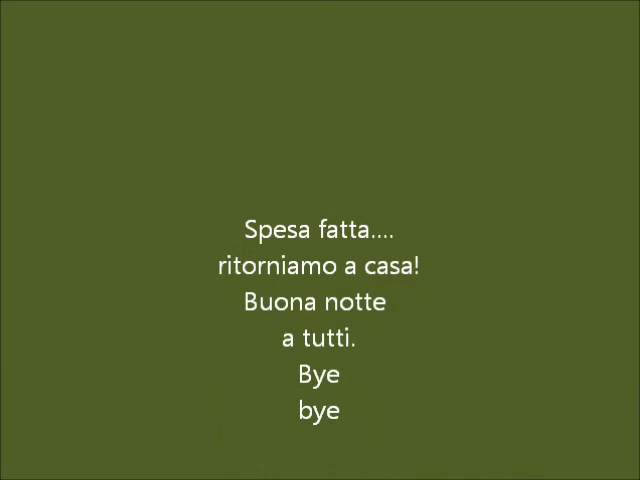 Spesa fatta....
ritorniamo a casa!
Buona notte
a tutti.
Bye
bye